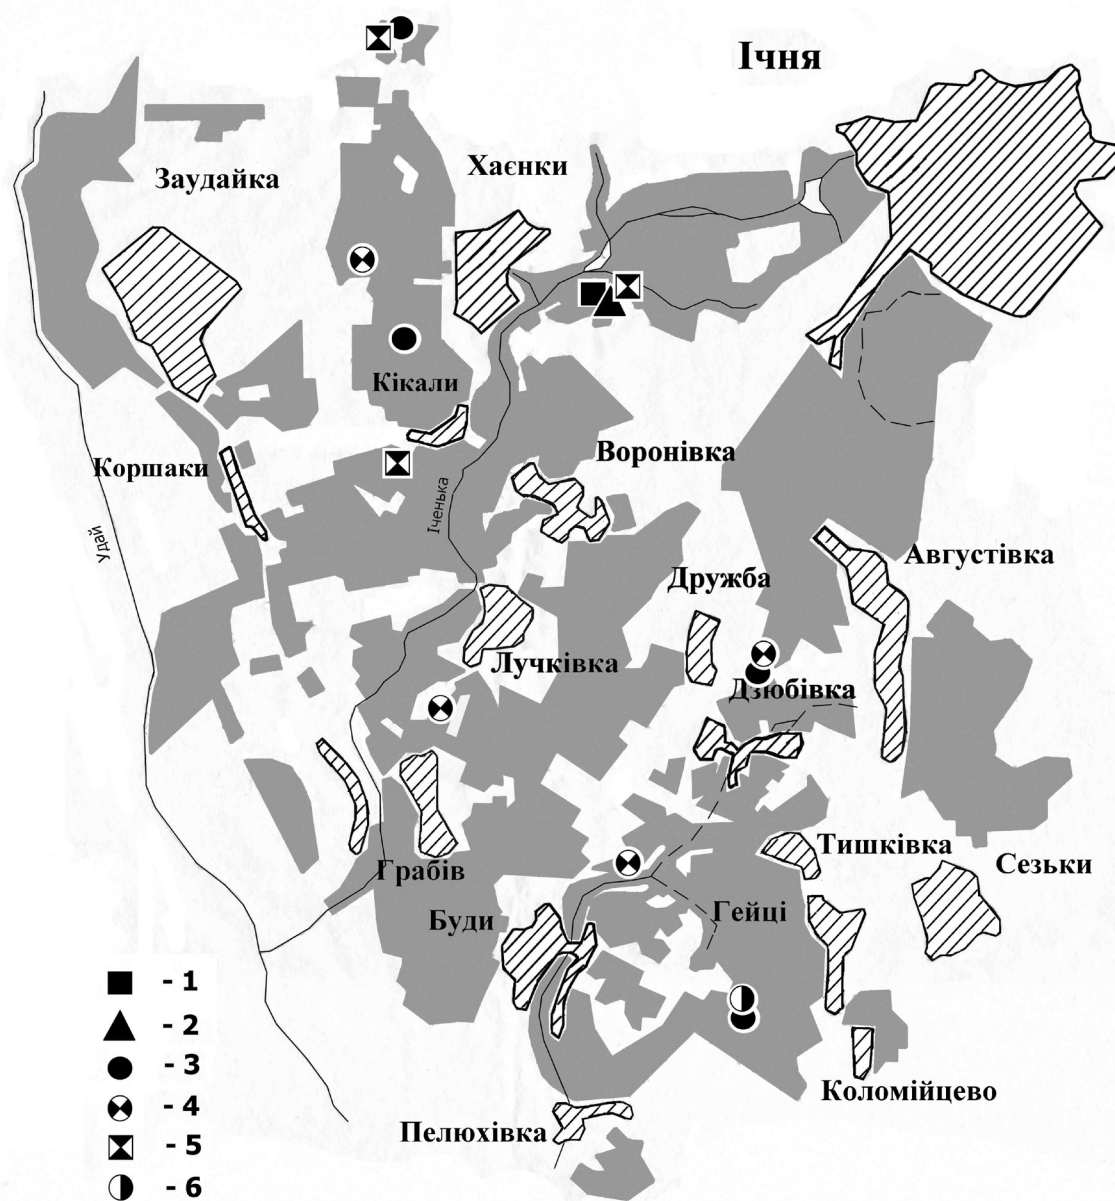 Ічня
Хаєнки
Заудайка
Кікали
Воронівка
Коршаки
Іченька
Удай
Августівка
Дружба
Лучківка
Дзюбівка
Тишківка
Сезьки
Грабів
Гейці
Буди
- 1
- 2
- 3
- 4
- 5
- 6
Коломійцево
Пелюхівка